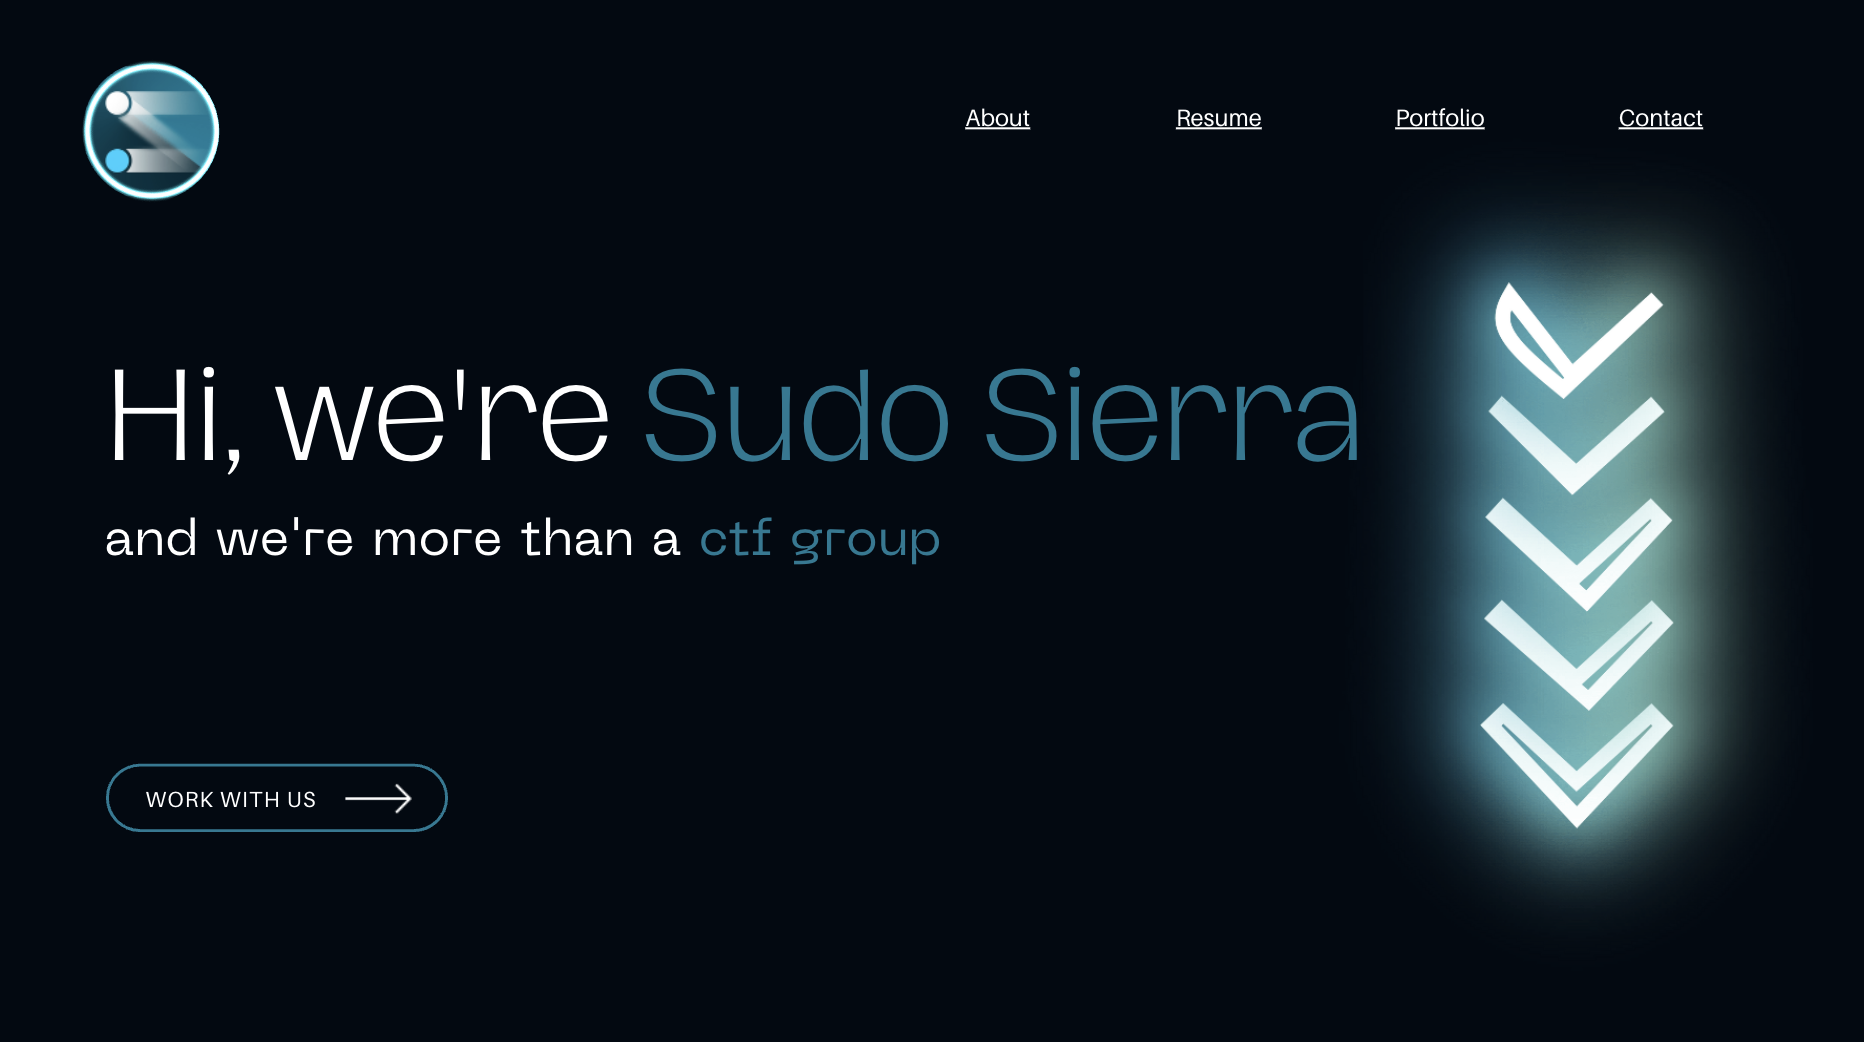 About Resume Portfolio Contact
Hi, we're Sudo Sierra
and we're more than a ctf group
WORK WITH US